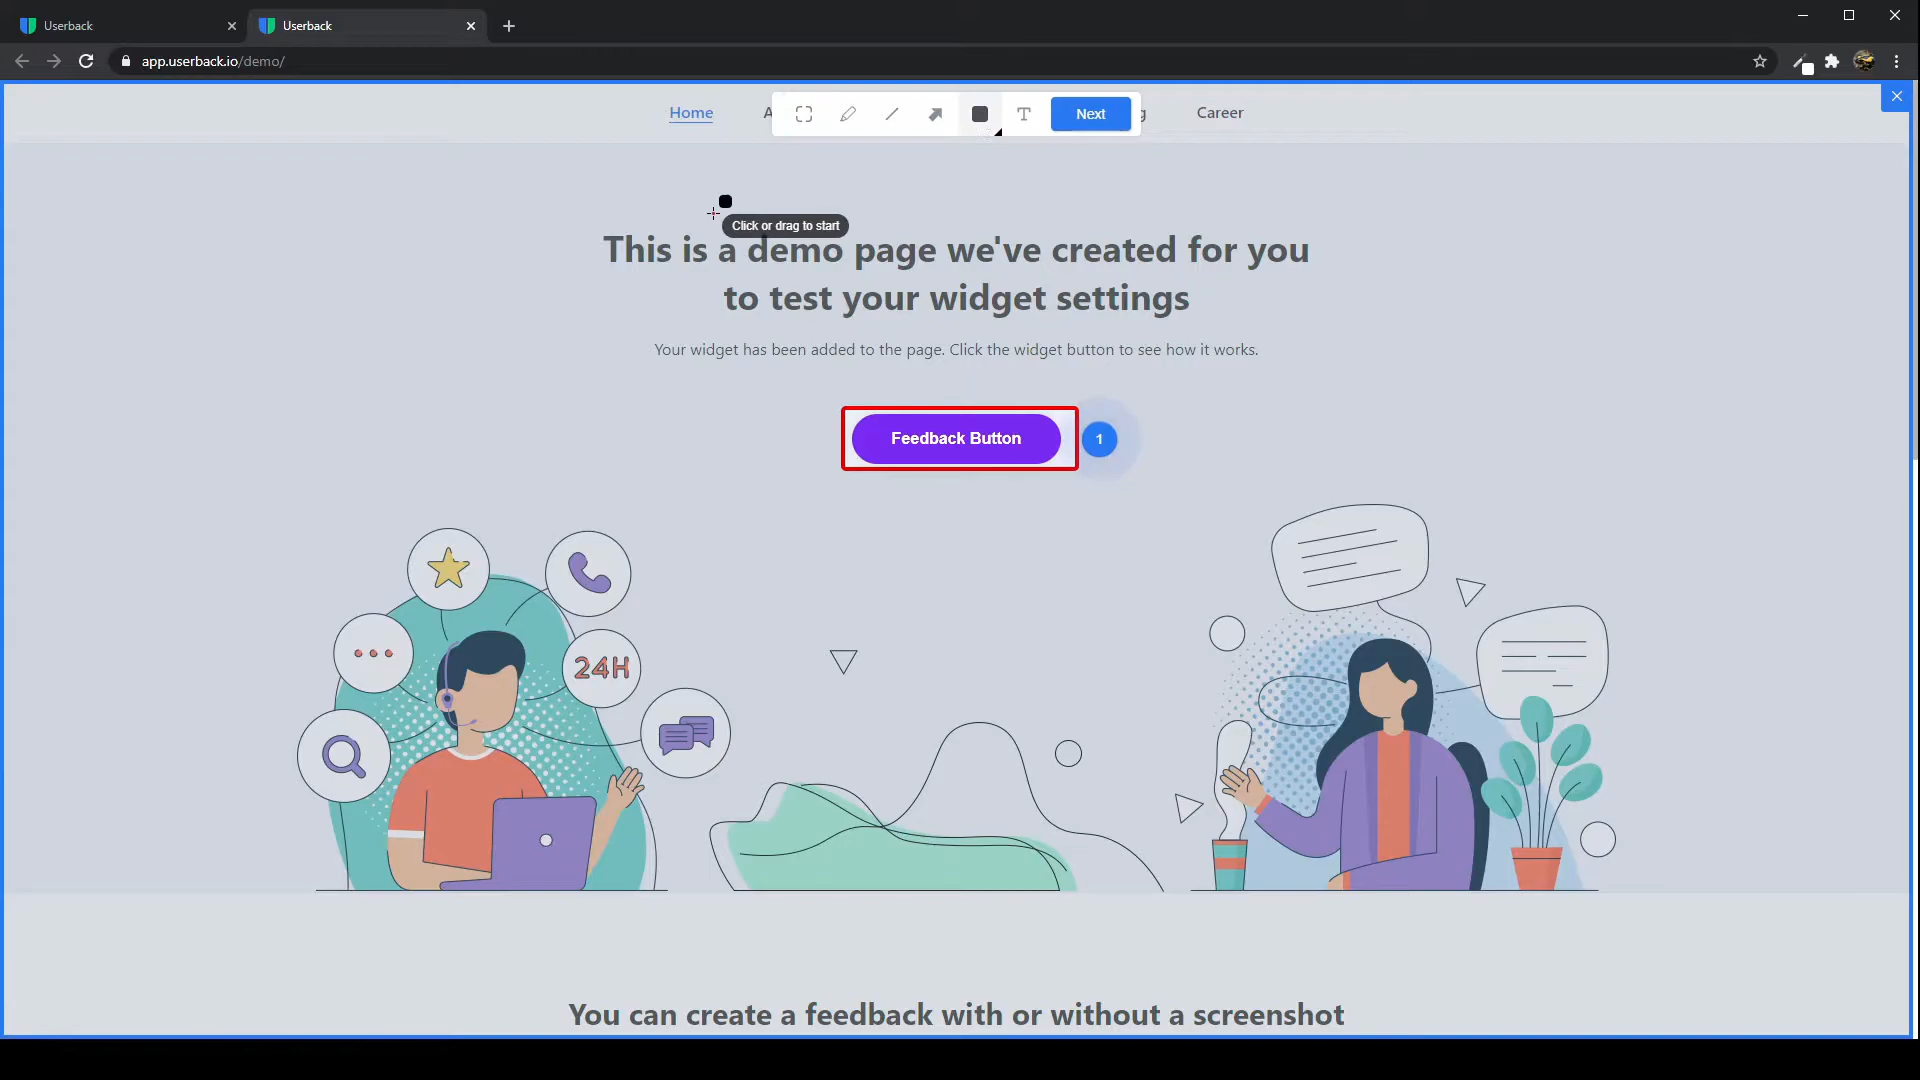 Userback
Userback
app.userback.io/demo/
Home
A
Next
g
Career
Click or drag to start
This is a demo page we've created for you
to test your widget settings
Your widget has been added to the page. Click the widget button to see how it works.
Feedback Button
1
24H
You can create a feedback with or without a screenshot